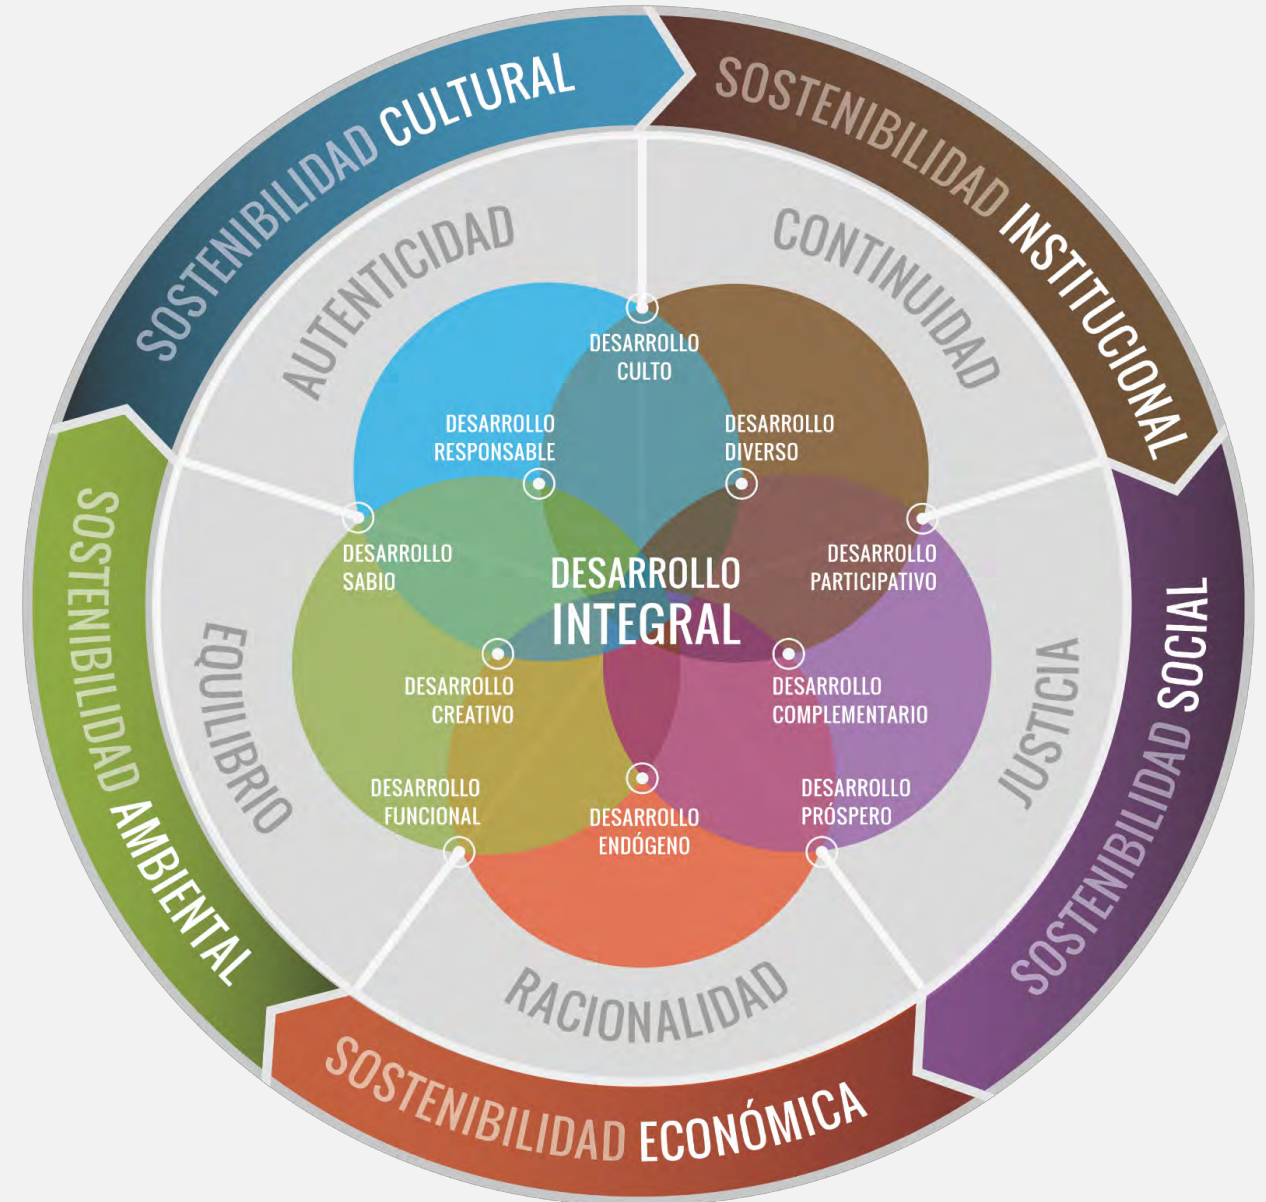 SOSTENIBILIDAD CULTURAL
SOSTENIBILIDAD INSTITUCIONAL
SOSTENIBILIDAD SOCIAL
SOSTENIBILIDAD ECONÓMICA
SOSTENIBILIDAD AMBIENTAL
AUTENTICIDAD
CONTINUIDAD
JUSTICIA
RACIONALIDAD
EQUILIBRIO
DESARROLLO
CULTO
DESARROLLO
RESPONSABLE
DESARROLLO
DIVERSO
DESARROLLO
SABIO
DESARROLLO
PARTICIPATIVO
DESARROLLO
INTEGRAL
DESARROLLO
CREATIVO
DESARROLLO
COMPLEMENTARIO
DESARROLLO
FUNCIONAL
DESARROLLO
ENDÓGENO
DESARROLLO
PRÓSPERO